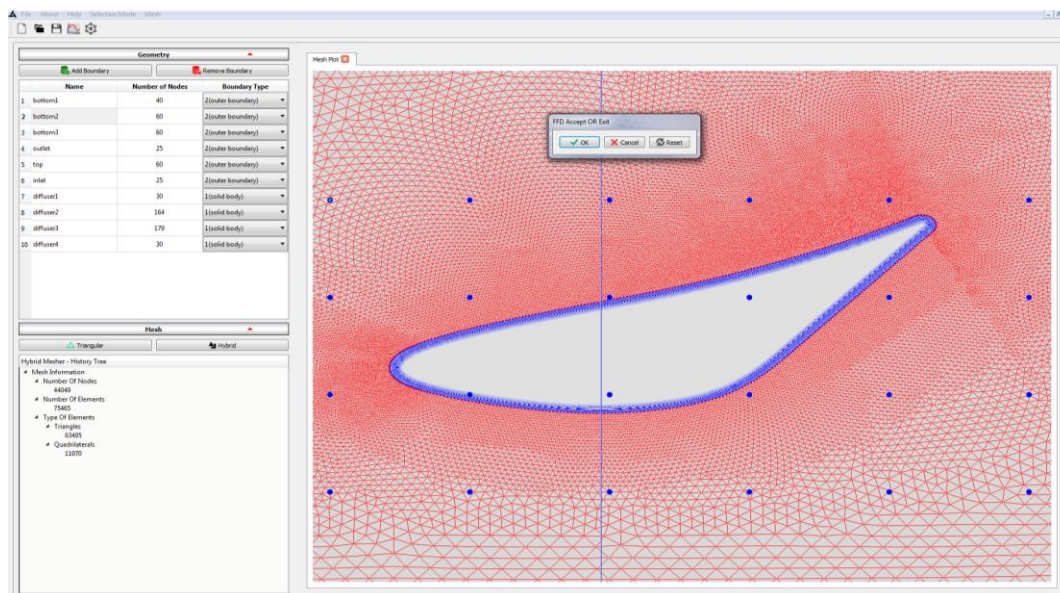 File About Help Selection Mode Mesh
Geometry
Add Boundary Remove Boundary
Name Number of Nodes Boundary Type
1 bottom1 40 2(outer boundary)
2 bottom2 60 2(outer boundary)
3 bottom3 60 2(outer boundary)
4 outlet 25 2(outer boundary)
5 top 60 2(outer boundary)
6 inlet 25 2(outer boundary)
7 diffuser1 30 1(solid body)
8 diffuser2 164 1(solid body)
9 diffuser3 170 1(solid body)
10 diffuser4 30 1(solid body)
Mesh
Triangular Hybrid
Hybrid Mesher - History Tree
Mesh Information
Number Of Nodes
44049
Number Of Elements
75465
Type Of Elements
Triangles
63495
Quadrilaterals
11970
Mesh Plot
FFD Accept OR Exit
OK Cancel Reset